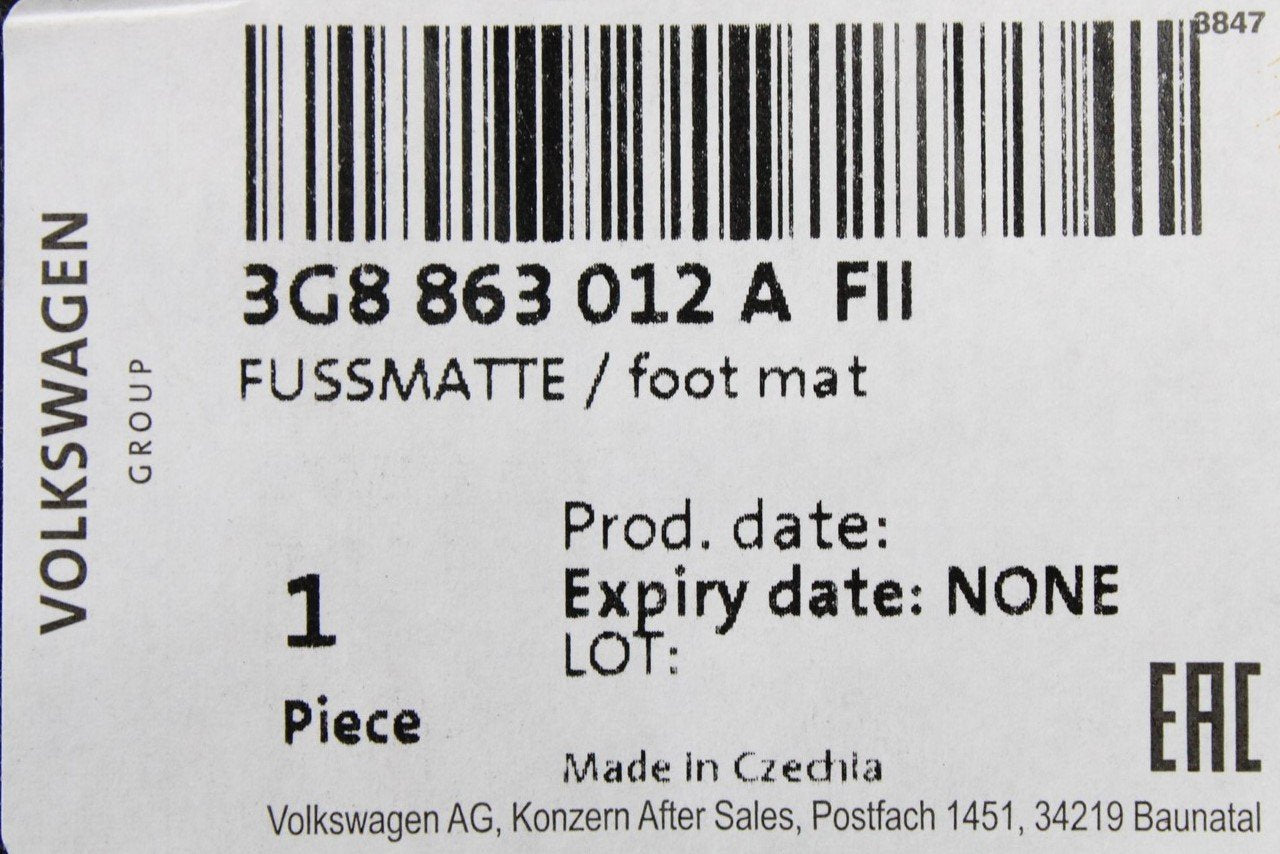 3847
3G8 863 012 A FII
FUSSMATTE / foot mat
Prod. date:
Expiry date: NONE
LOT:
1
Piece
Made in Czechia
EAC
Volkswagen AG, Konzern After Sales, Postfach 1451, 34219 Baunatal
VOLKSWAGEN
GROUP